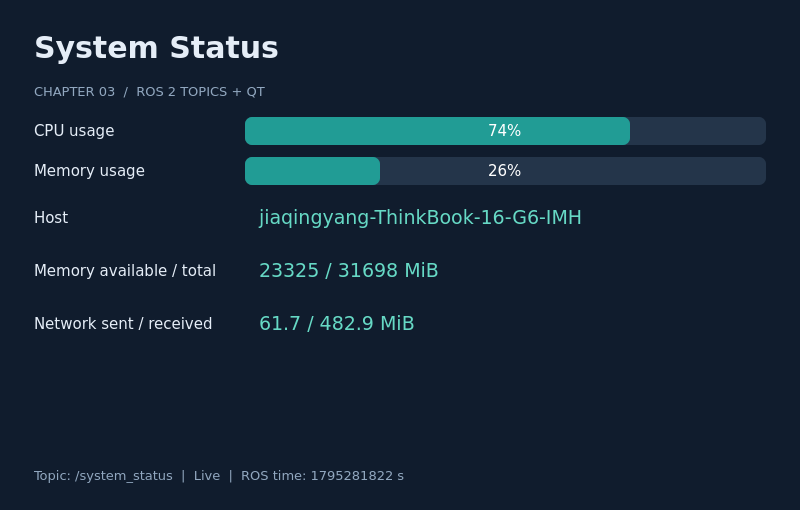 System Status
CHAPTER 03 / ROS 2 TOPICS + QT
CPU usage 74%
Memory usage 26%
Host jiaqingyang-ThinkBook-16-G6-IMH
Memory available / total 23325 / 31698 MiB
Network sent / received 61.7 / 482.9 MiB
Topic: /system_status | Live | ROS time: 1795281822 s